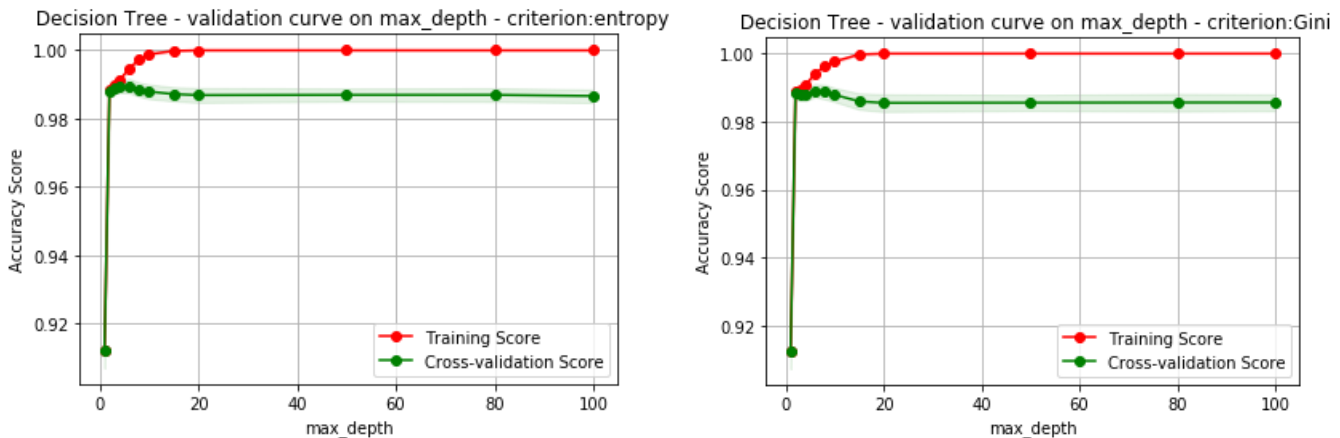 Decision Tree - validation curve on max_depth - criterion:entropy
1.00
0.98
0.96
0.94
0.92
Accuracy Score
Training Score
Cross-validation Score
0
20
40
60
80
100
max_depth
Decision Tree - validation curve on max_depth - criterion:Gini
1.00
0.98
0.96
0.94
0.92
Accuracy Score
Training Score
Cross-validation Score
0
20
40
60
80
100
max_depth